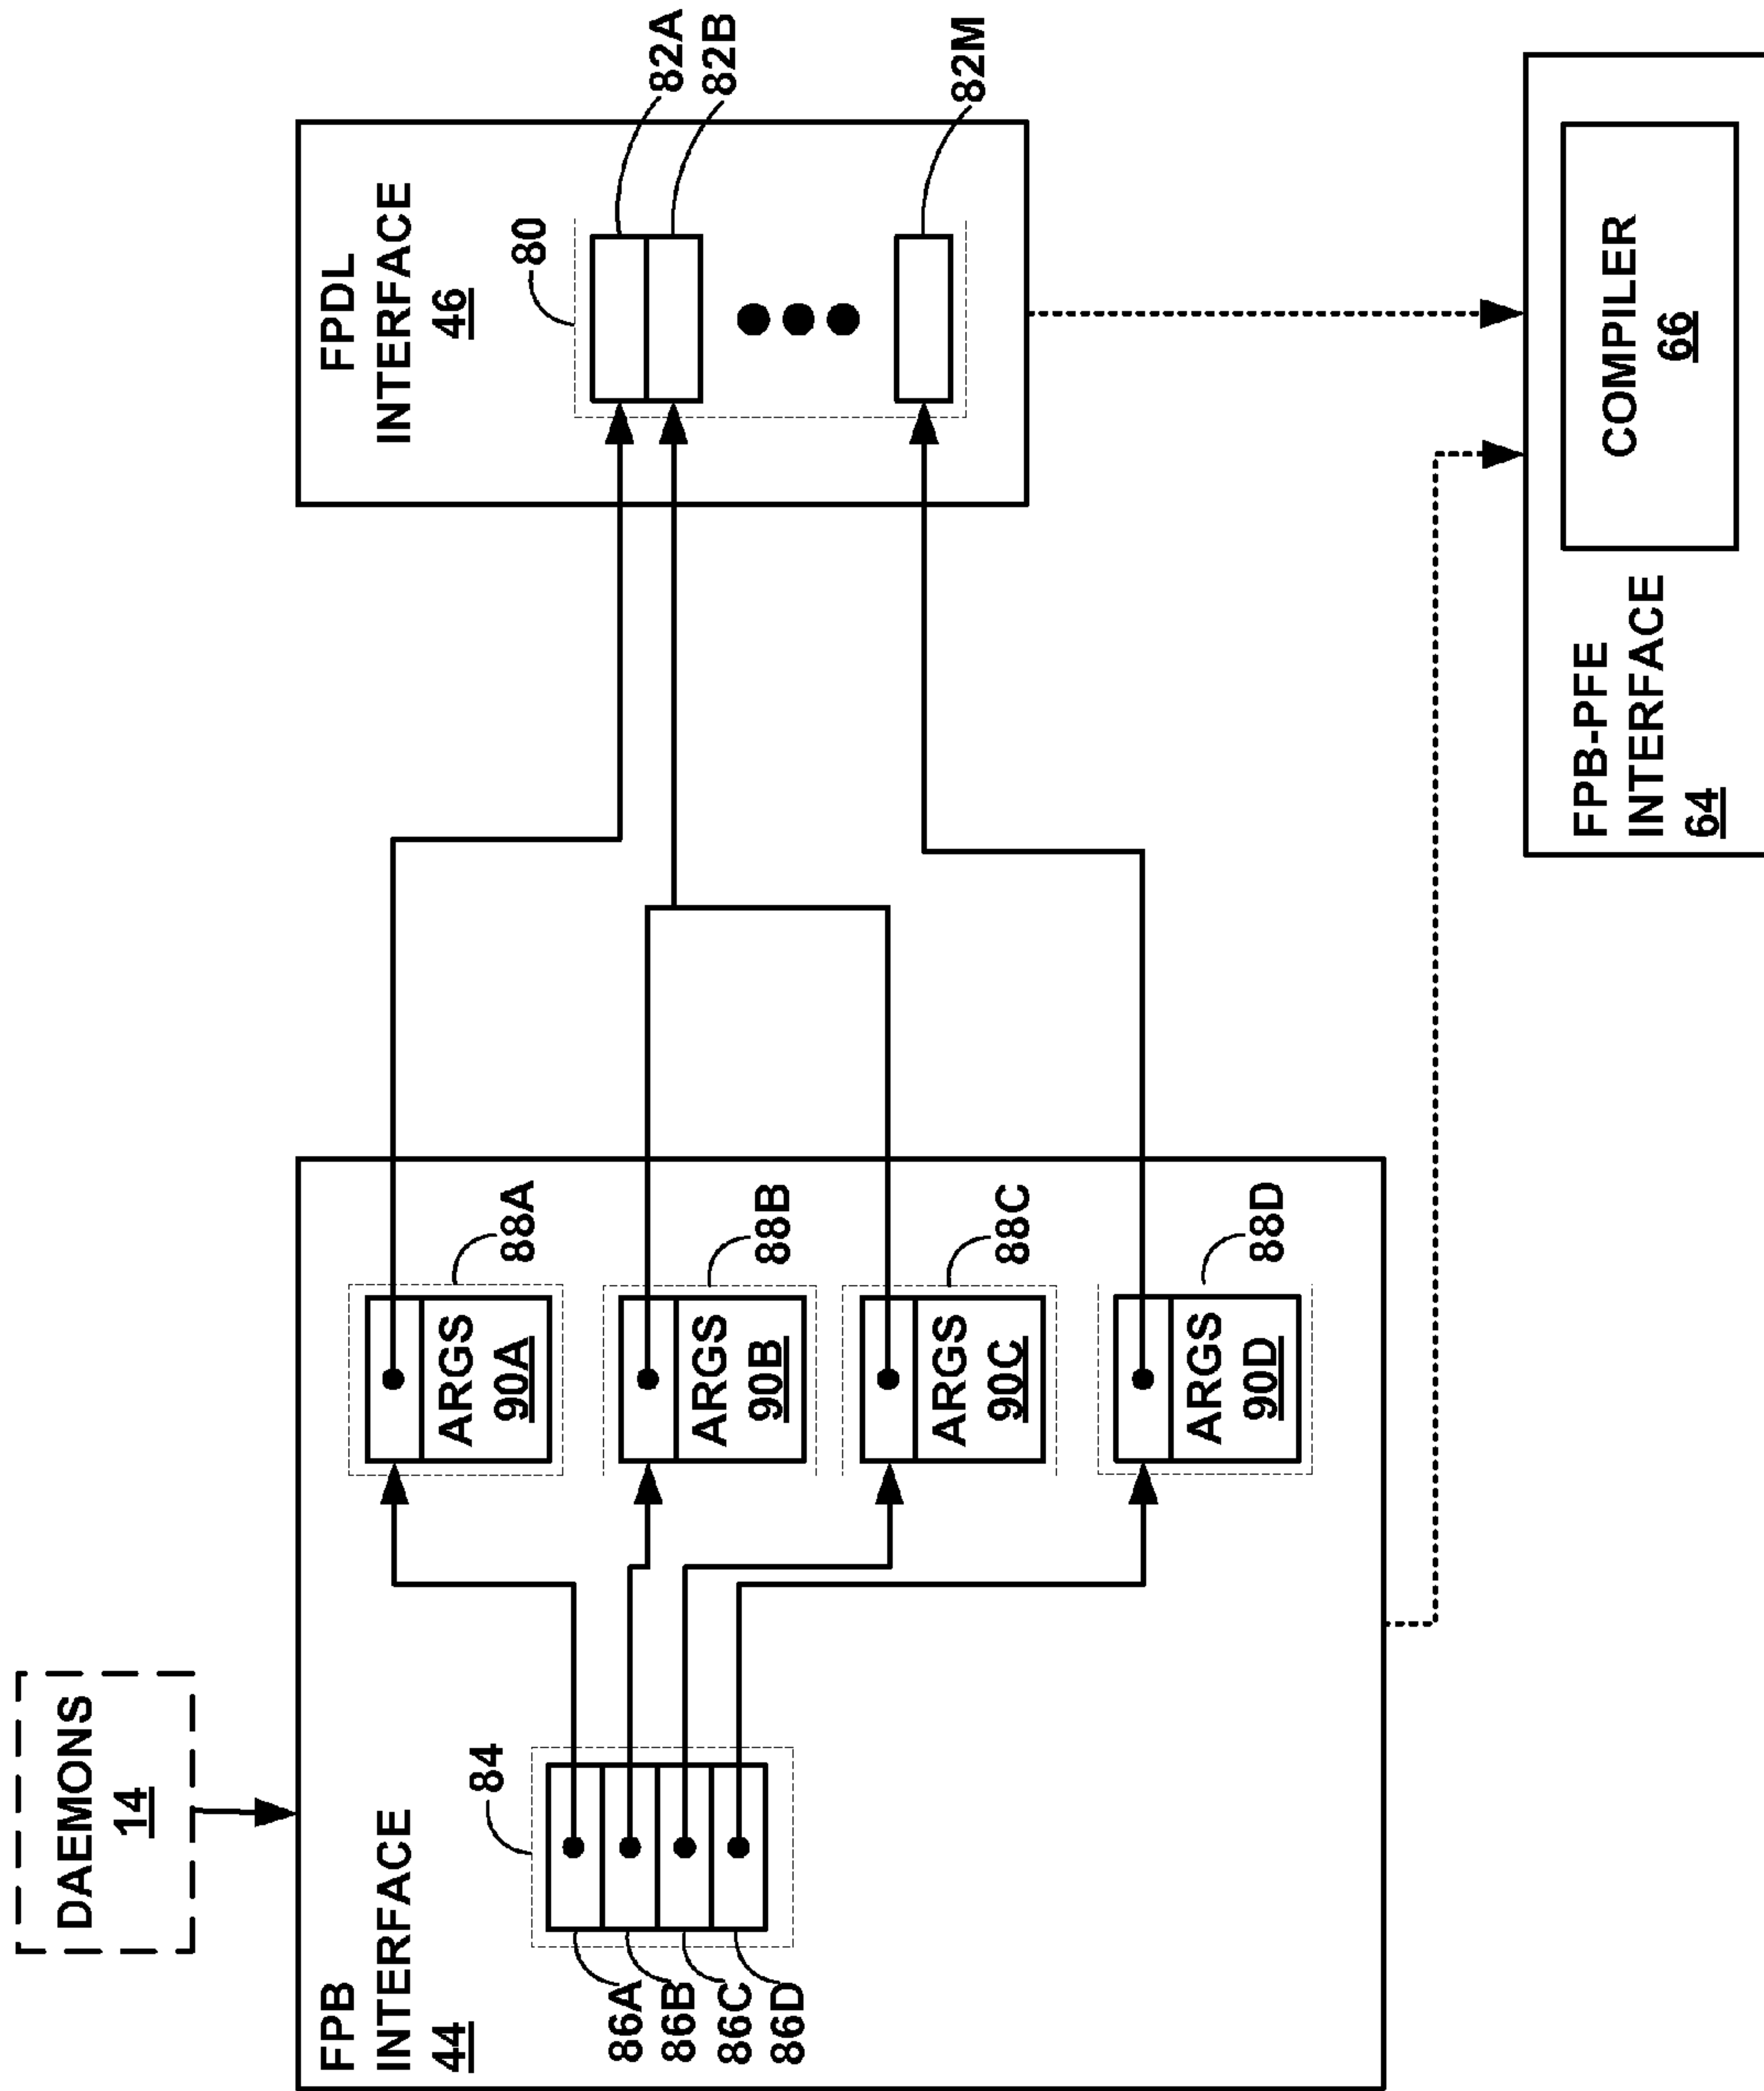 DAEMONS
14
FPB
INTERFACE
44
84
86A
86B
86C
86D
88A
ARGS
90A
88B
ARGS
90B
88C
ARGS
90C
88D
ARGS
90D
FPDL
INTERFACE
46
80
82A
82B
82M
FPB-PFE
INTERFACE
64
COMPILER
66